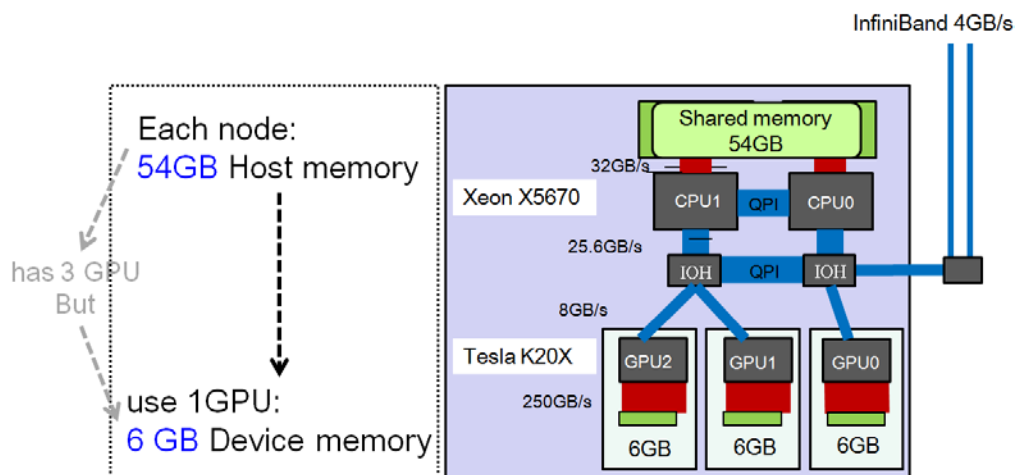 InfiniBand 4GB/s
Each node:
54GB Host memory
has 3 GPU
But
use 1GPU:
6 GB Device memory
Shared memory
54GB
32GB/s
Xeon X5670
CPU1
QPI
CPU0
25.6GB/s
IOH
QPI
IOH
8GB/s
Tesla K20X
GPU2
GPU1
GPU0
250GB/s
6GB
6GB
6GB